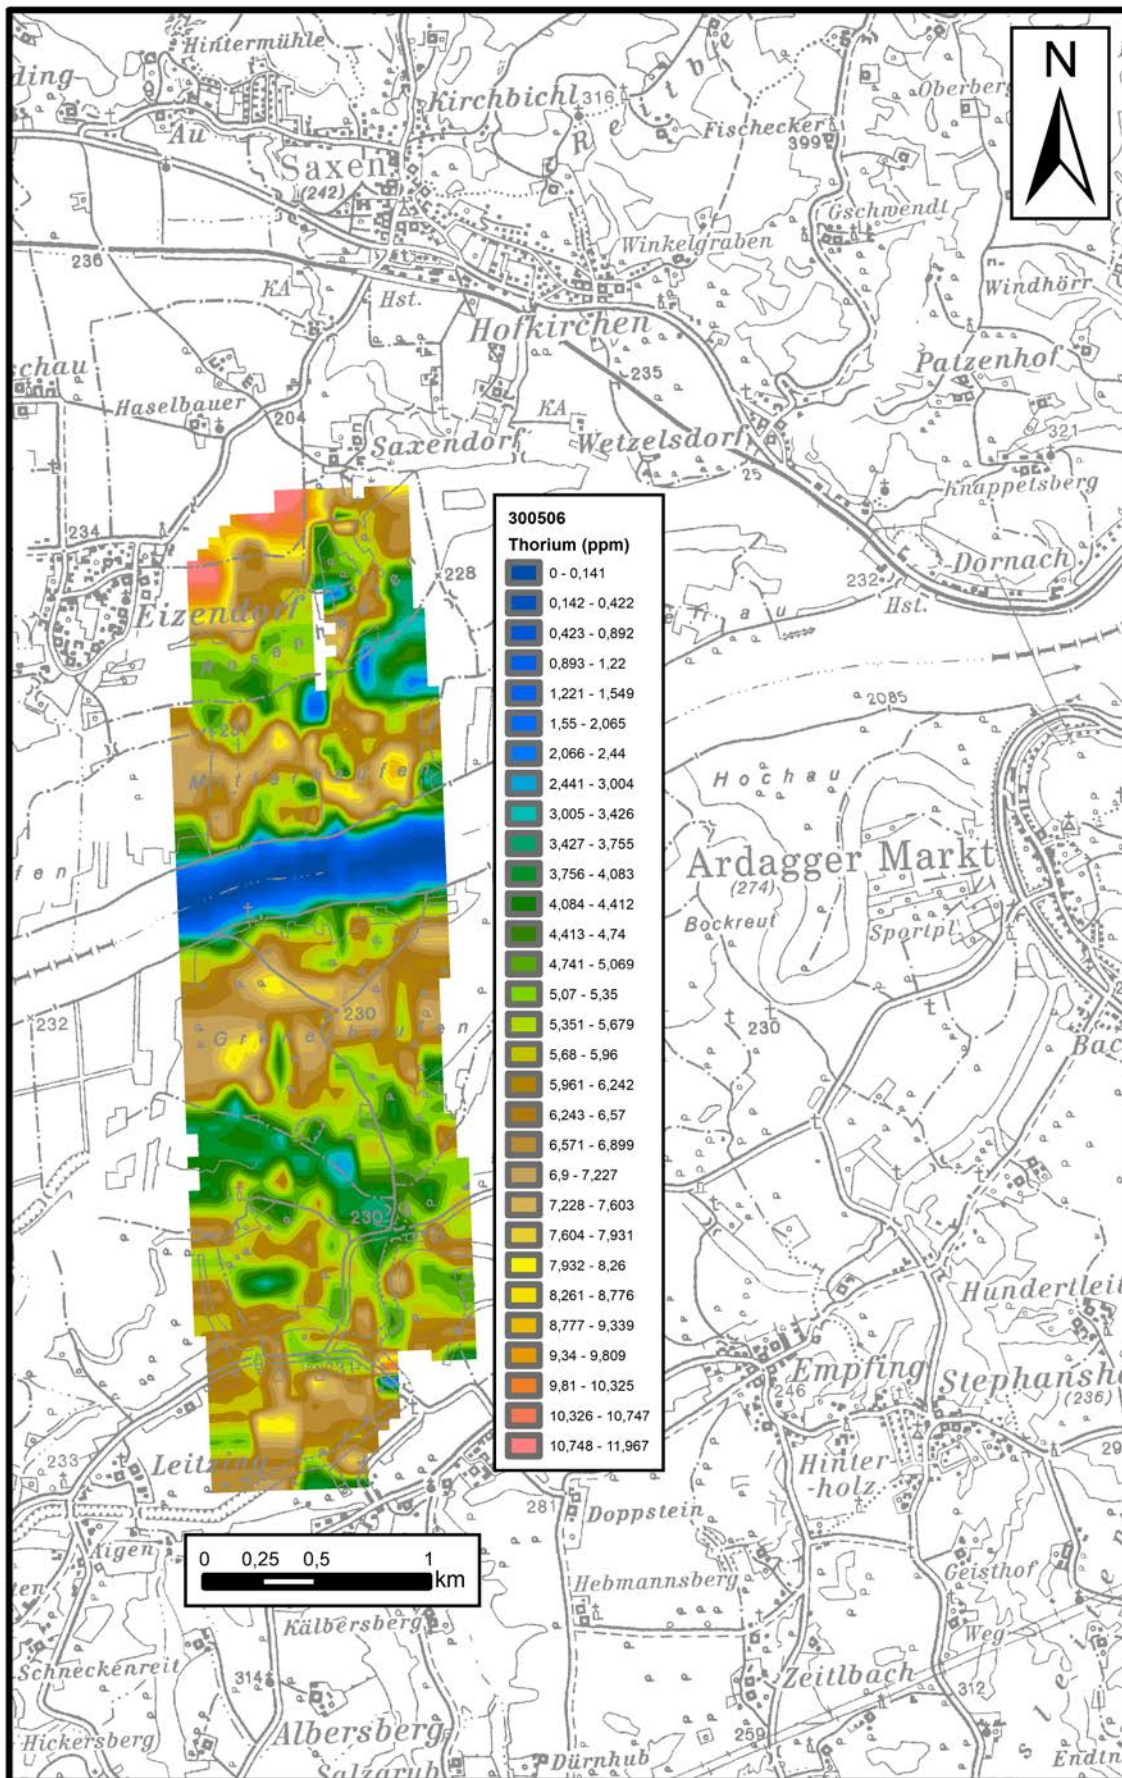 Hintermühle
ding
Kirchbichl
316
Oberberg
N
Au
Fischecker
399
Saxen
(242)
Gschwendt
Winkelgraben
236
KA
Hst.
Windhörr
Hofkirchen
schau
235
Patzenhof
Haselbauer
204
KA
Saxendorf
Wetzelsdorf
321
25
Knappetsberg
234
300506
Thorium (ppm)
0 - 0,141
0,142 - 0,422
0,423 - 0,892
0,893 - 1,22
1,221 - 1,549
1,55 - 2,065
2,066 - 2,44
2,441 - 3,004
3,005 - 3,426
3,427 - 3,755
3,756 - 4,083
4,084 - 4,412
4,413 - 4,74
4,741 - 5,069
5,07 - 5,35
5,351 - 5,679
5,68 - 5,96
5,961 - 6,242
6,243 - 6,57
6,571 - 6,899
6,9 - 7,227
7,228 - 7,603
7,604 - 7,931
7,932 - 8,26
8,261 - 8,776
8,777 - 9,339
9,34 - 9,809
9,81 - 10,325
10,326 - 10,747
10,748 - 11,967
Dornach
228
232
Hst.
Eizendorf
2085
231
Hochau
Mitterhaufen
fen
Ardagger Markt
(274)
Bockreut
Sportpl.
230
232
230
Grienhaufen
Bac
230
Hundertleit
Empfing
246
Stephansha
(236)
Leitzing
233
Hinter-
-holz
281
Doppstein
Aigen
0 0,25 0,5 1
km
Hebmannsberg
Geisthof
Kälbersberg
Weg
Schneckenreit
314
Zeitlbach
312
Albersberg
Hickersberg
259
Salzgrub
Dürnhub
Endtn